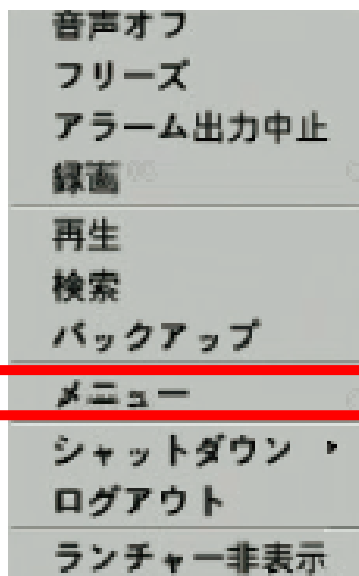 音声オフ
フリーズ
アラーム出力中止
録画
再生
検索
バックアップ
メニュー
シャットダウン
ログアウト
ランチャー非表示